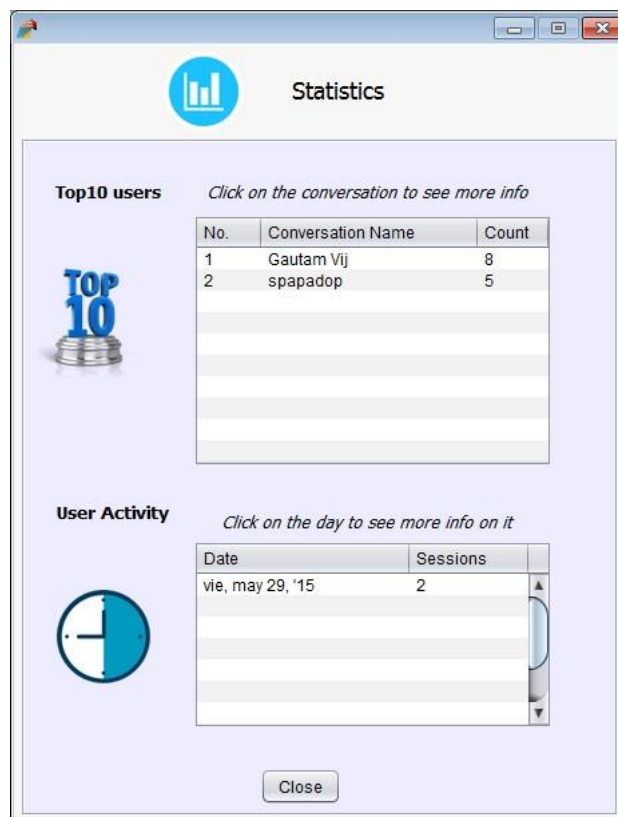 Statistics
Top10 users
Click on the conversation to see more info
No. Conversation Name Count
1 Gautam Vij 8
2 spapadop 5
TOP
10
User Activity
Click on the day to see more info on it
Date Sessions
vie, may 29, '15 2
Close